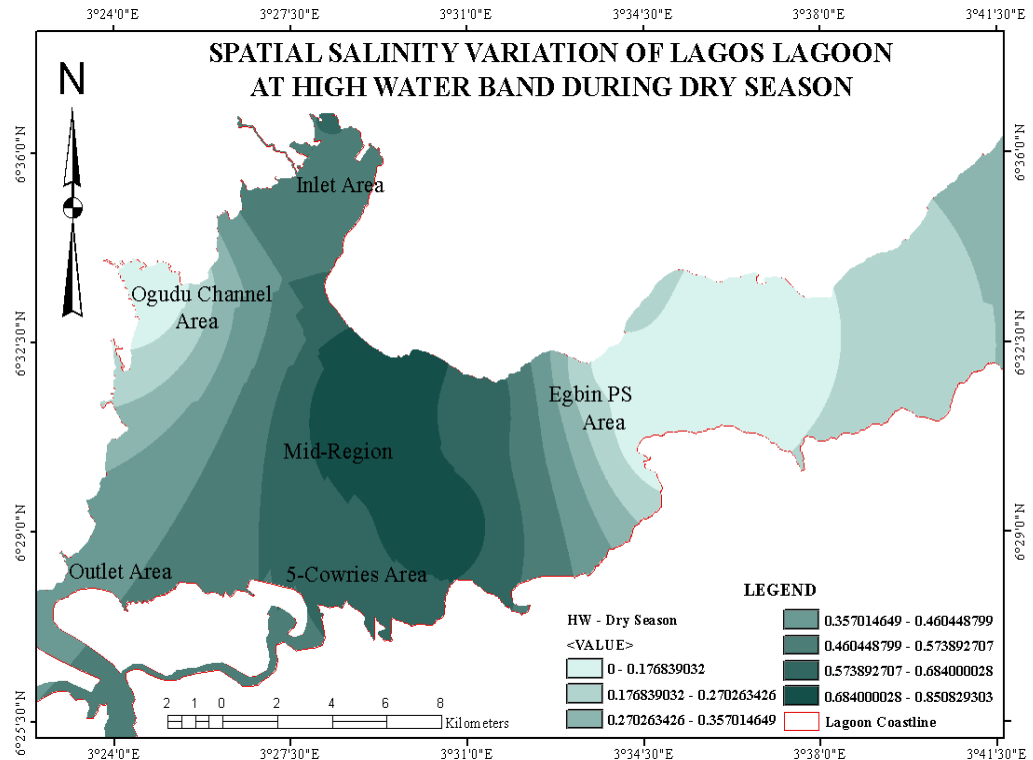 3°24'0"E 3°27'30"E 3°31'0"E 3°34'30"E 3°38'0"E 3°41'30"E
SPATIAL SALINITY VARIATION OF LAGOS LAGOON
AT HIGH WATER BAND DURING DRY SEASON
N
6°36'0"N
6°36'0"N
Inlet Area
Ogudu Channel
Area
6°32'30"N
6°32'30"N
Egbin PS
Area
Mid-Region
6°29'0"N
6°29'0"N
Outlet Area
5-Cowries Area
LEGEND
HW - Dry Season
<VALUE>
0 - 0.176839032
0.176839032 - 0.270263426
0.270263426 - 0.357014649
0.357014649 - 0.460448799
0.460448799 - 0.573892707
0.573892707 - 0.684000028
0.684000028 - 0.850829303
Lagoon Coastline
2 1 0 2 4 6 8
Kilometers
6°25'30"N
6°25'30"N
3°24'0"E 3°27'30"E 3°31'0"E 3°34'30"E 3°38'0"E 3°41'30"E